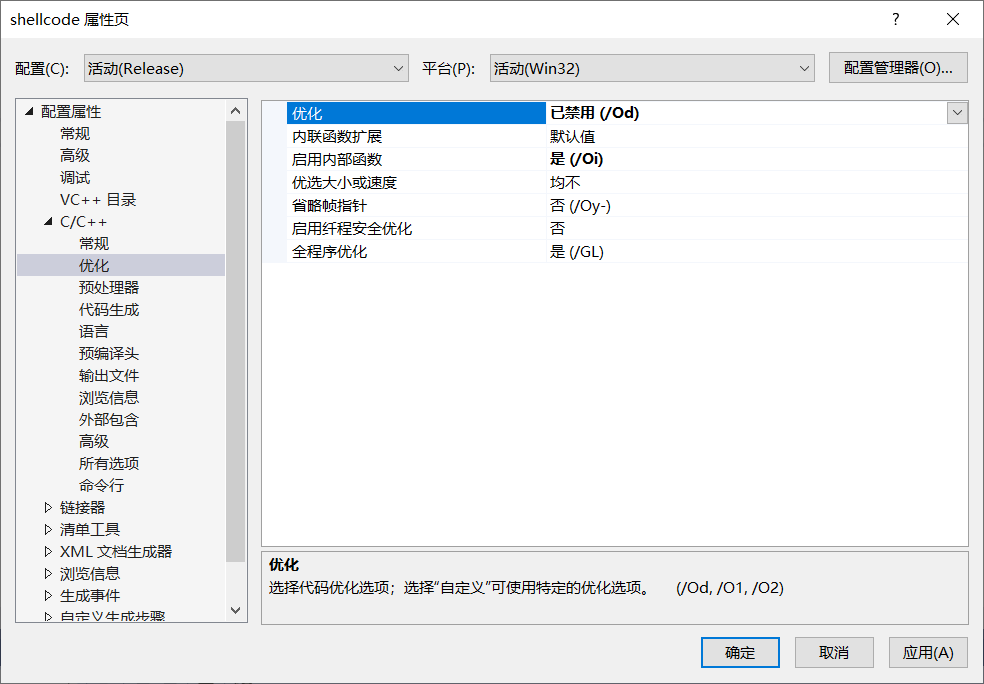 shellcode 属性页
?
配置(C):
活动(Release)
平台(P):
活动(Win32)
配置管理器(O)...
配置属性
常规
高级
调试
VC++ 目录
C/C++
常规
优化
预处理器
代码生成
语言
预编译头
输出文件
浏览信息
外部包含
高级
所有选项
命令行
链接器
清单工具
XML 文档生成器
浏览信息
生成事件
自定义生成步骤
优化 已禁用 (/Od)
内联函数扩展 默认值
启用内部函数 是 (/Oi)
优选大小或速度 均不
省略帧指针 否 (/Oy-)
启用纤程安全优化 否
全程序优化 是 (/GL)
优化
选择代码优化选项；选择“自定义”可使用特定的优化选项。 (/Od, /O1, /O2)
确定
取消
应用(A)